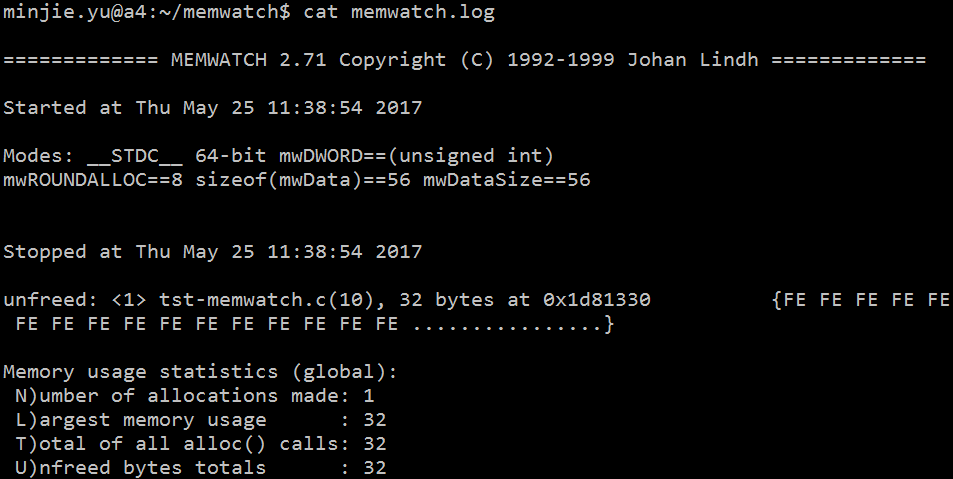 minjie.yu@a4:~/memwatch$ cat memwatch.log
============= MEMWATCH 2.71 Copyright (C) 1992-1999 Johan Lindh =============
Started at Thu May 25 11:38:54 2017
Modes: __STDC__ 64-bit mwDWORD==(unsigned int)
mwROUNDALLOC==8 sizeof(mwData)==56 mwDataSize==56
Stopped at Thu May 25 11:38:54 2017
unfreed: <1> tst-memwatch.c(10), 32 bytes at 0x1d81330 {FE FE FE FE FE
FE FE FE FE FE FE FE FE FE FE FE ................}
Memory usage statistics (global):
N)umber of allocations made: 1
L)argest memory usage : 32
T)otal of all alloc() calls: 32
U)nfreed bytes totals : 32